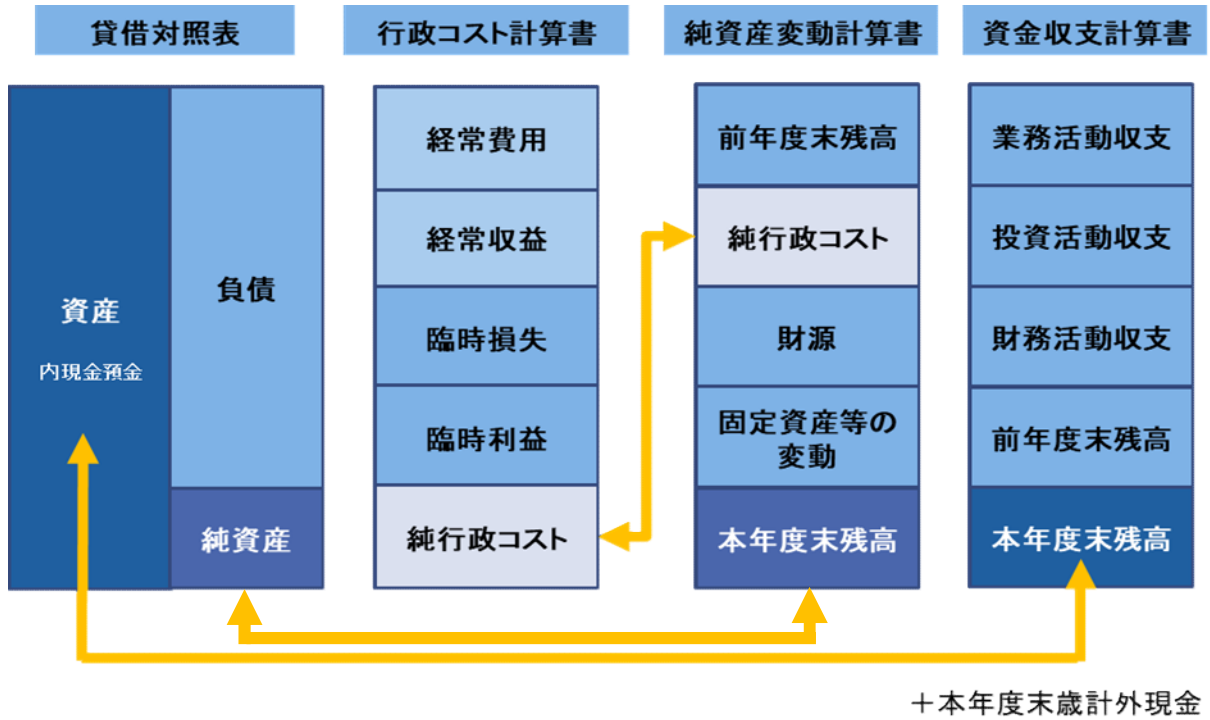 貸借対照表
資産
内現金預金
負債
純資産
行政コスト計算書
経常費用
経常収益
臨時損失
臨時利益
純行政コスト
純資産変動計算書
前年度末残高
純行政コスト
財源
固定資産等の
変動
本年度末残高
資金収支計算書
業務活動収支
投資活動収支
財務活動収支
前年度末残高
本年度末残高
＋本年度末歳計外現金